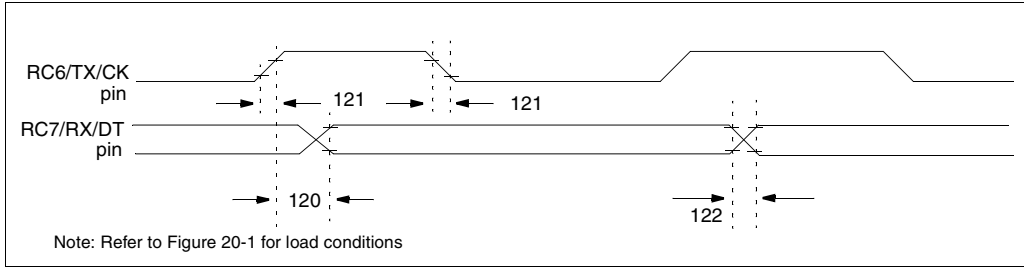 RC6/TX/CK
pin
121
121
RC7/RX/DT
pin
120
122
Note: Refer to Figure 20-1 for load conditions